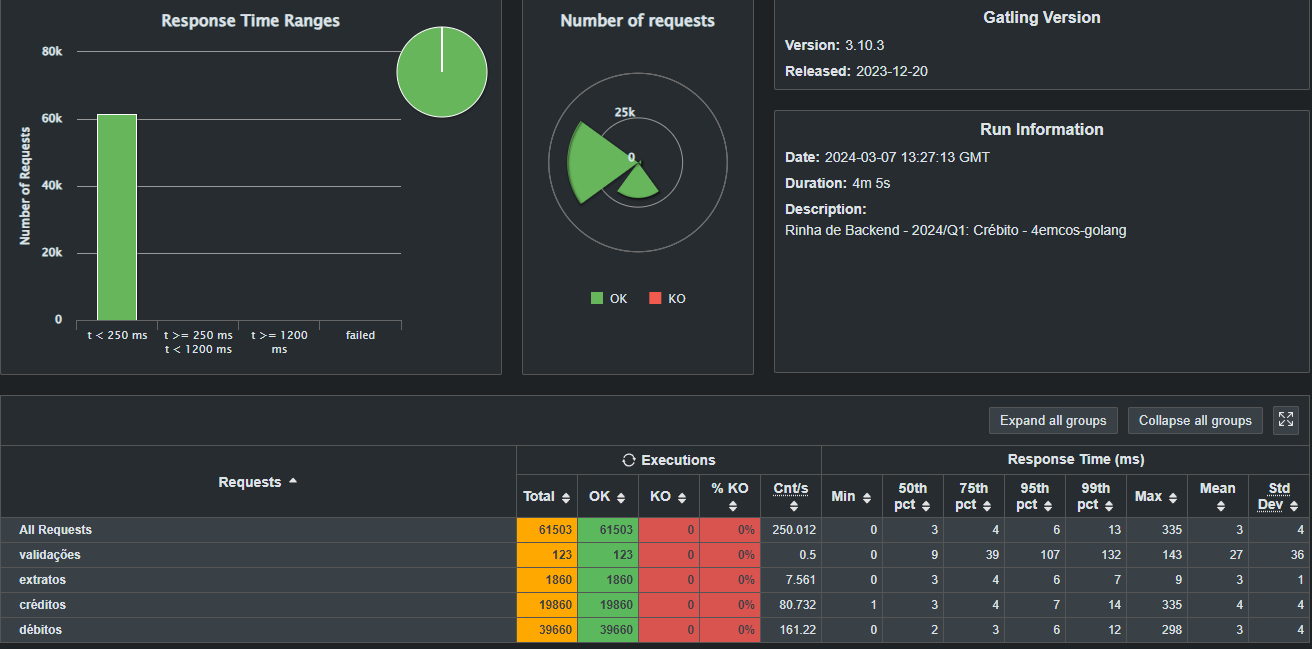 Response Time Ranges
80k
60k
40k
20k
0
Number of Requests
t < 250 ms
t >= 250 ms
t < 1200 ms
t >= 1200
ms
failed
Number of requests
25k
0
OK
KO
Gatling Version
Version: 3.10.3
Released: 2023-12-20
Run Information
Date: 2024-03-07 13:27:13 GMT
Duration: 4m 5s
Description:
Rinha de Backend - 2024/Q1: Crébito - 4emcos-golang
Expand all groups
Collapse all groups
Requests
Executions
Response Time (ms)
Total OK KO % KO Cnt/s Min 50th pct 75th pct 95th pct 99th pct Max Mean Std Dev
All Requests 61503 61503 0 0% 250.012 0 3 4 6 13 335 3 4
validações 123 123 0 0% 0.5 0 9 39 107 132 143 27 36
extratos 1860 1860 0 0% 7.561 0 3 4 6 7 9 3 1
créditos 19860 19860 0 0% 80.732 1 3 4 7 14 335 4 4
débitos 39660 39660 0 0% 161.22 0 2 3 6 12 298 3 4